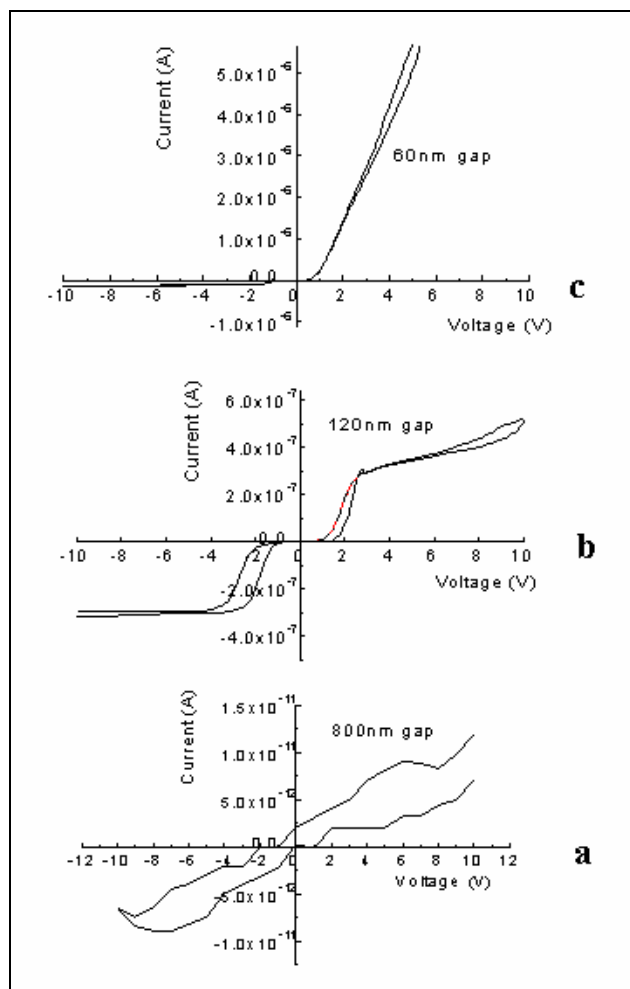 Current (A)
5.0x10⁻⁶
4.0x10⁻⁶
3.0x10⁻⁶
2.0x10⁻⁶
1.0x10⁻⁶
0.0
-1.0x10⁻⁶
60nm gap
-10 -8 -6 -4 -2 0 2 4 6 8 10
Voltage (V)
c
Current (A)
6.0x10⁻⁷
4.0x10⁻⁷
2.0x10⁻⁷
0.0
-2.0x10⁻⁷
-4.0x10⁻⁷
120nm gap
-10 -8 -6 -4 -2 0 2 4 6 8 10
Voltage (V)
b
Current (A)
1.5x10⁻¹¹
1.0x10⁻¹¹
5.0x10⁻¹²
0.0
-5.0x10⁻¹²
-1.0x10⁻¹¹
800nm gap
-12 -10 -8 -6 -4 -2 0 2 4 6 8 10 12
Voltage (V)
a